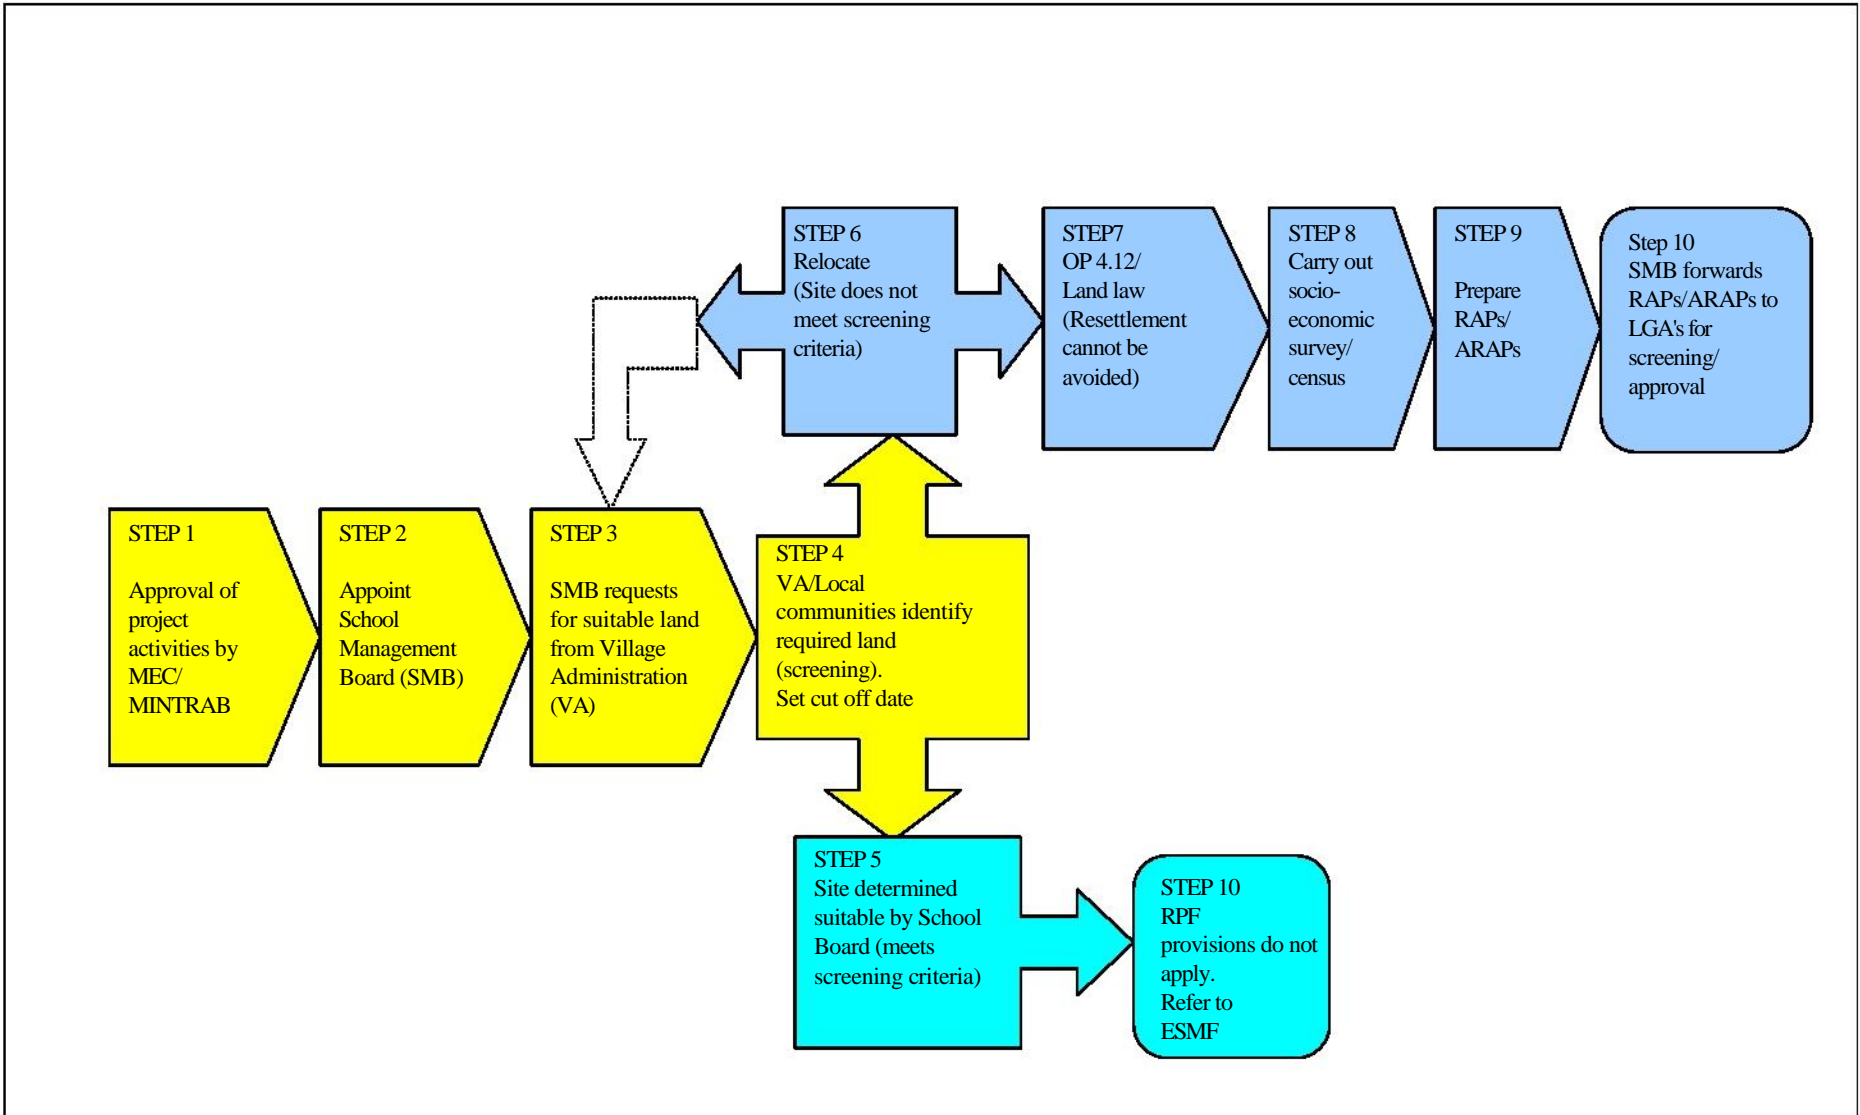 STEP 6
Relocate
(Site does not
meet screening
criteria)
STEP7
OP 4.12/
Land law
(Resettlement
cannot be
avoided)
STEP 8
Carry out
socio-
economic
survey/
census
STEP 9
Prepare
RAPs/
ARAPs
Step 10
SMB forwards
RAPs/ARAPs to
LGA's for
screening/
approval
STEP 1
Approval of
project
activities by
MEC/
MINTRAB
STEP 2
Appoint
School
Management
Board (SMB)
STEP 3
SMB requests
for suitable land
from Village
Administration
(VA)
STEP 4
VA/Local
communities identify
required land
(screening).
Set cut off date
STEP 5
Site determined
suitable by School
Board (meets
screening criteria)
STEP 10
RPF
provisions do not
apply.
Refer to
ESMF